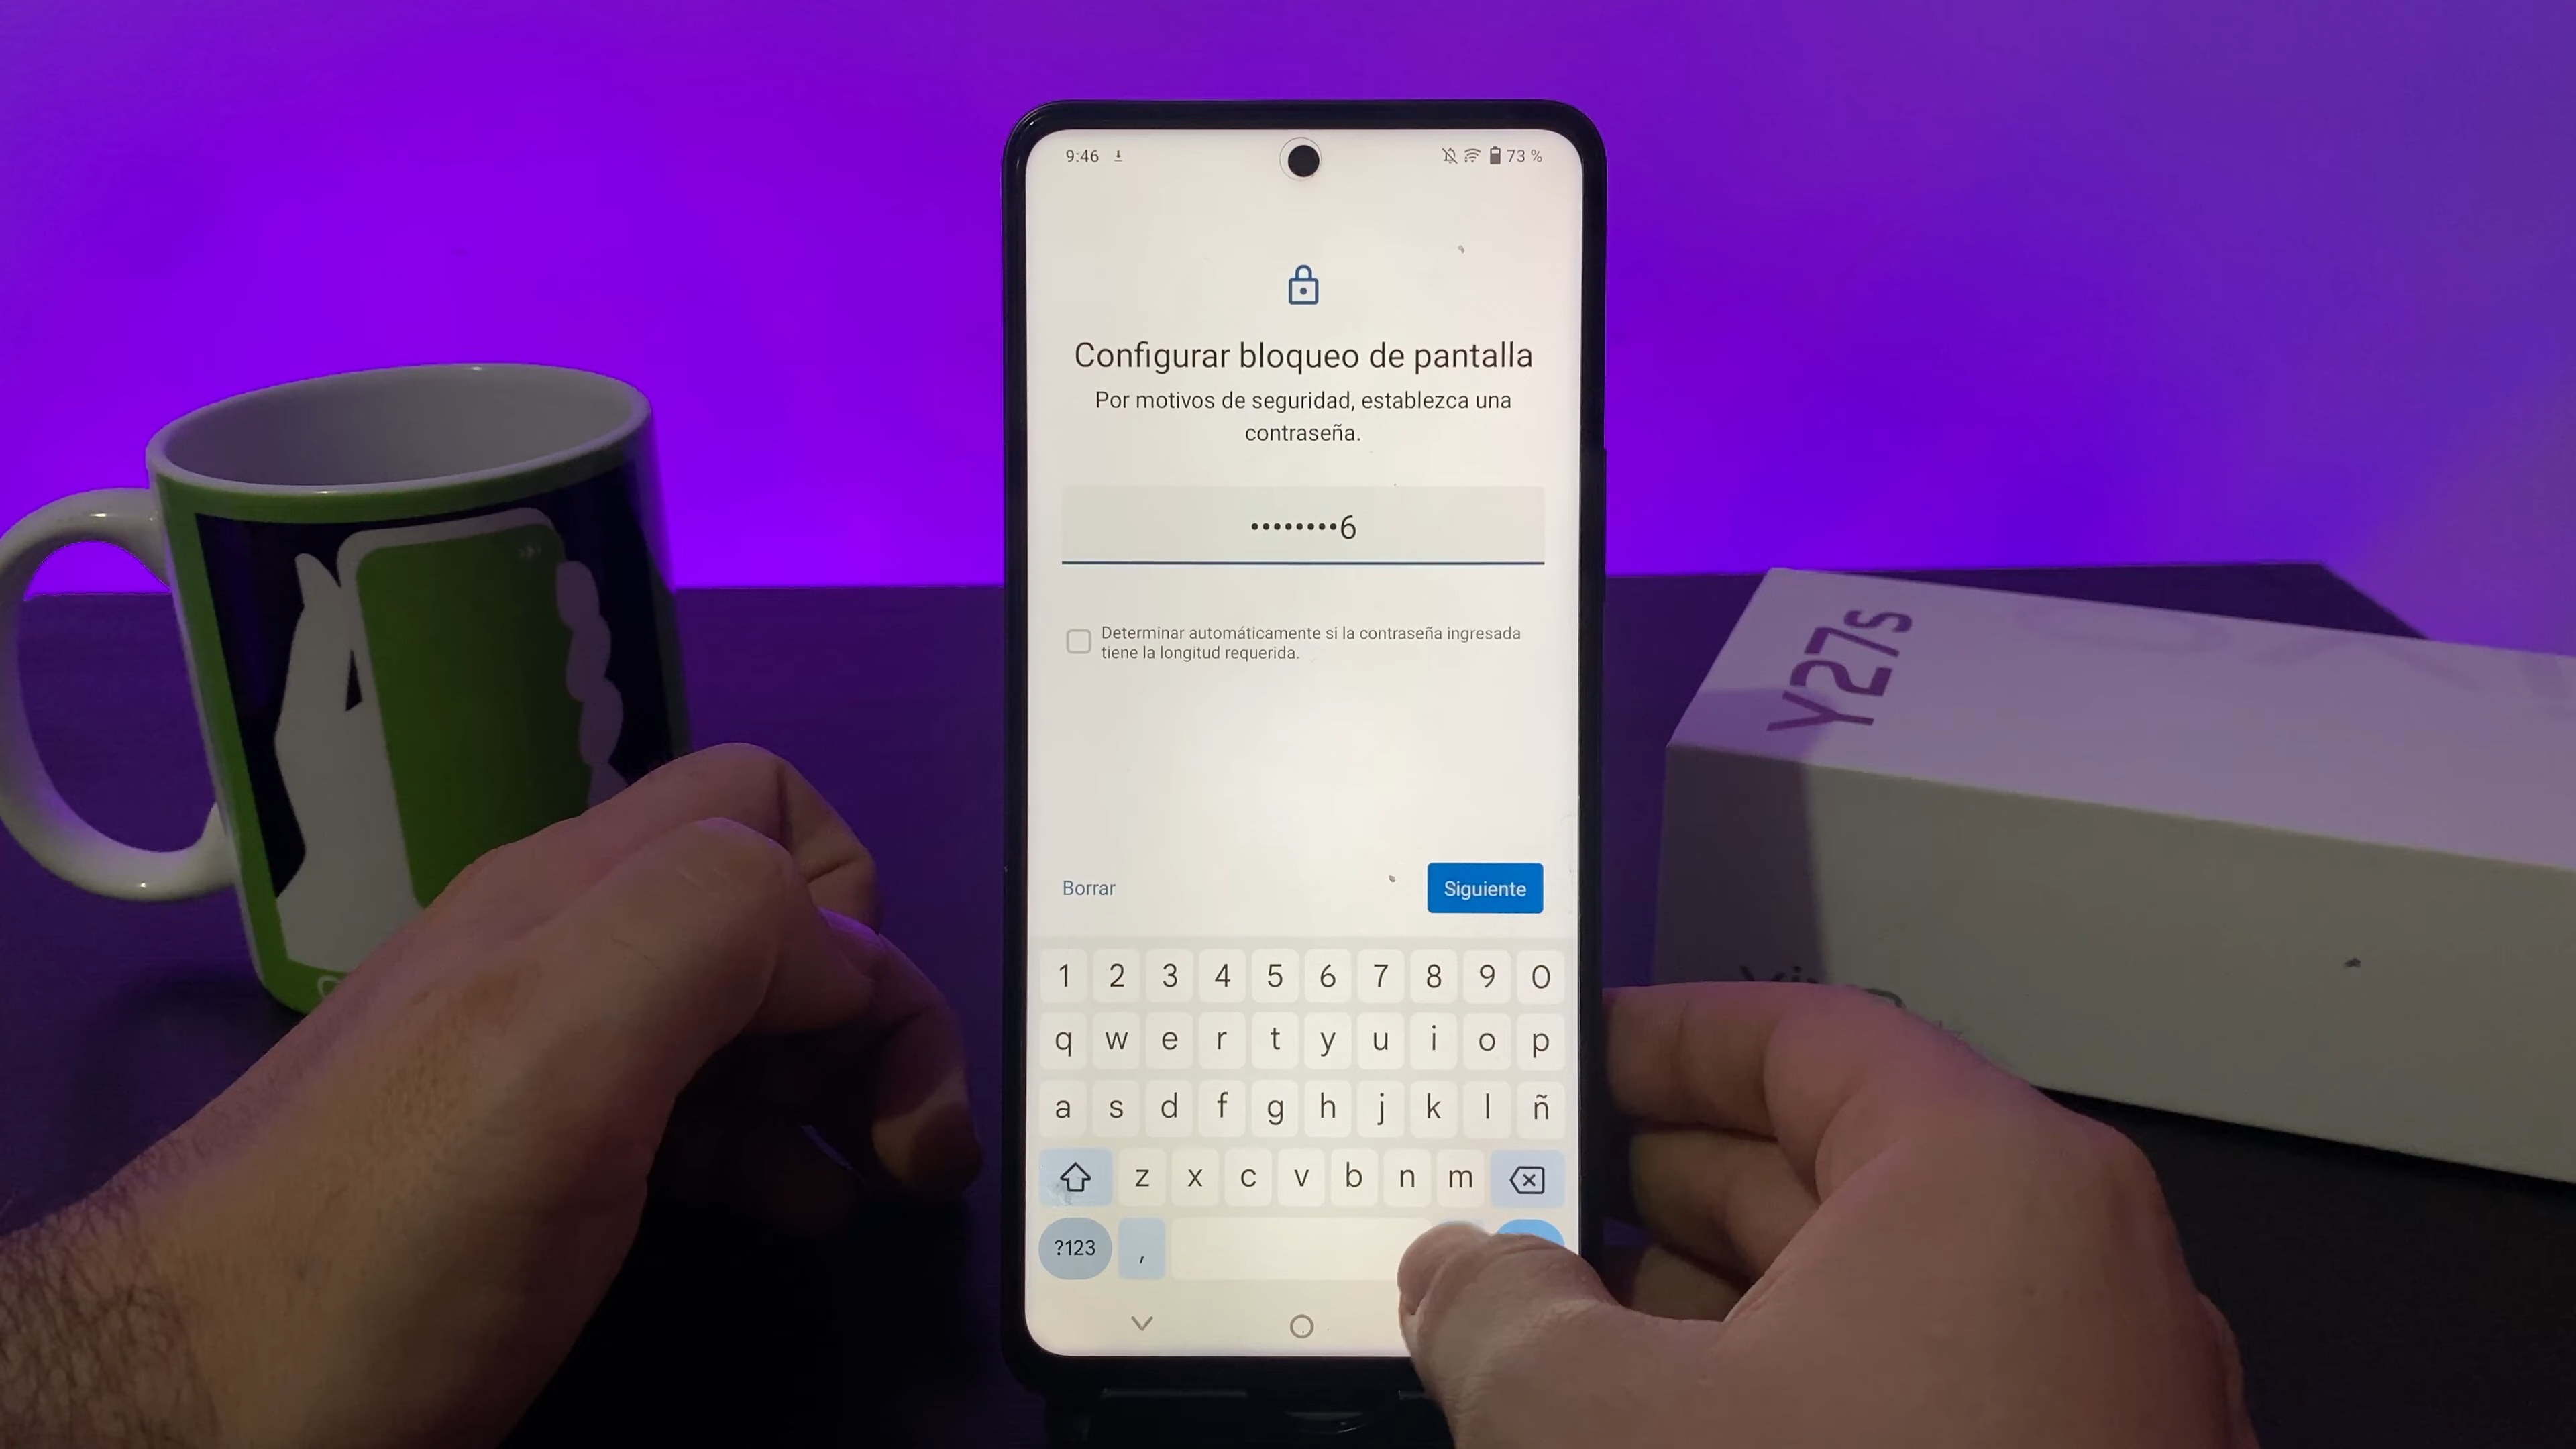 9:46
73 %
Configurar bloqueo de pantalla
Por motivos de seguridad, establezca una
contraseña.
••••••••6
Determinar automáticamente si la contraseña ingresada
tiene la longitud requerida.
Borrar
Siguiente
1 2 3 4 5 6 7 8 9 0
q w e r t y u i o p
a s d f g h j k l ñ
z x c v b n m
?123 ,
Y27s